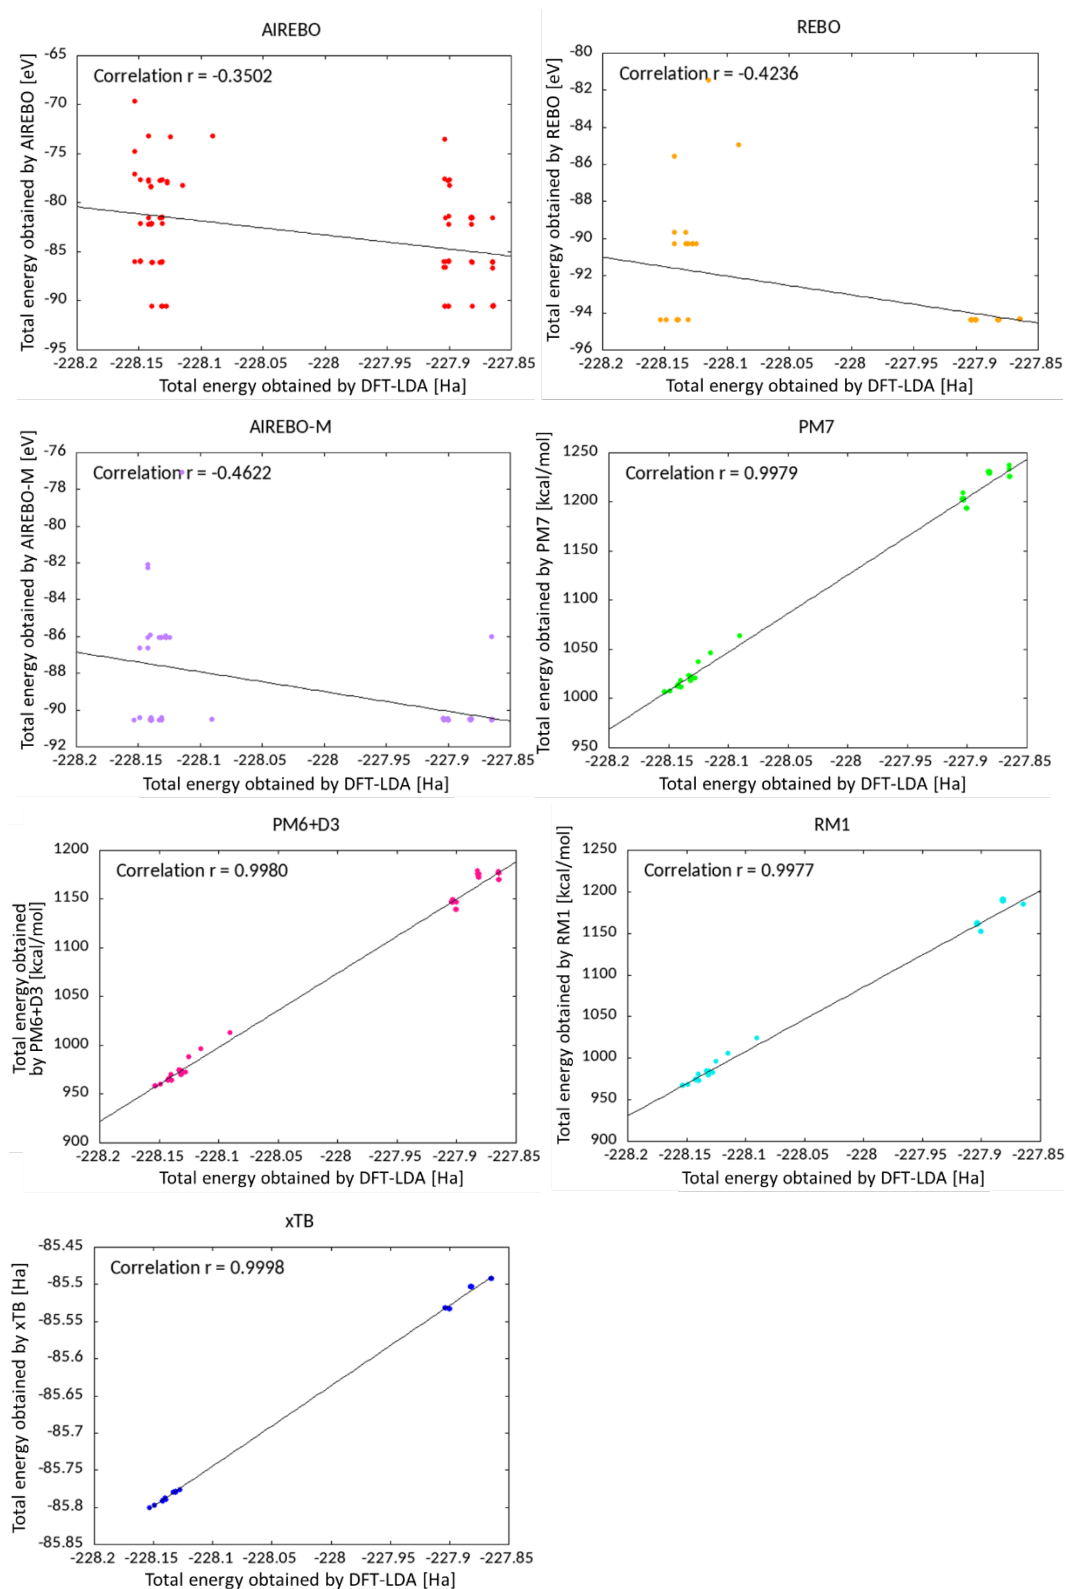 AIREBO
Correlation r = -0.3502
Total energy obtained by AIREBO [eV]
-65
-70
-75
-80
-85
-90
-95
-228.2 -228.15 -228.1 -228.05 -228 -227.95 -227.9 -227.85
Total energy obtained by DFT-LDA [Ha]
REBO
Correlation r = -0.4236
Total energy obtained by REBO [eV]
-80
-82
-84
-86
-88
-90
-92
-94
-96
-228.2 -228.15 -228.1 -228.05 -228 -227.95 -227.9 -227.85
Total energy obtained by DFT-LDA [Ha]
AIREBO-M
Correlation r = -0.4622
Total energy obtained by AIREBO-M [eV]
-76
-78
-80
-82
-84
-86
-88
-90
-92
-228.2 -228.15 -228.1 -228.05 -228 -227.95 -227.9 -227.85
Total energy obtained by DFT-LDA [Ha]
PM7
Correlation r = 0.9979
Total energy obtained by PM7 [kcal/mol]
1250
1200
1150
1100
1050
1000
950
-228.2 -228.15 -228.1 -228.05 -228 -227.95 -227.9 -227.85
Total energy obtained by DFT-LDA [Ha]
PM6+D3
Correlation r = 0.9980
Total energy obtained
by PM6+D3 [kcal/mol]
1200
1150
1100
1050
1000
950
900
-228.2 -228.15 -228.1 -228.05 -228 -227.95 -227.9 -227.85
Total energy obtained by DFT-LDA [Ha]
RM1
Correlation r = 0.9977
Total energy obtained by RM1 [kcal/mol]
1250
1200
1150
1100
1050
1000
950
900
-228.2 -228.15 -228.1 -228.05 -228 -227.95 -227.9 -227.85
Total energy obtained by DFT-LDA [Ha]
xTB
Correlation r = 0.9998
Total energy obtained by xTB [Ha]
-85.45
-85.5
-85.55
-85.6
-85.65
-85.7
-85.75
-85.8
-85.85
-228.2 -228.15 -228.1 -228.05 -228 -227.95 -227.9 -227.85
Total energy obtained by DFT-LDA [Ha]